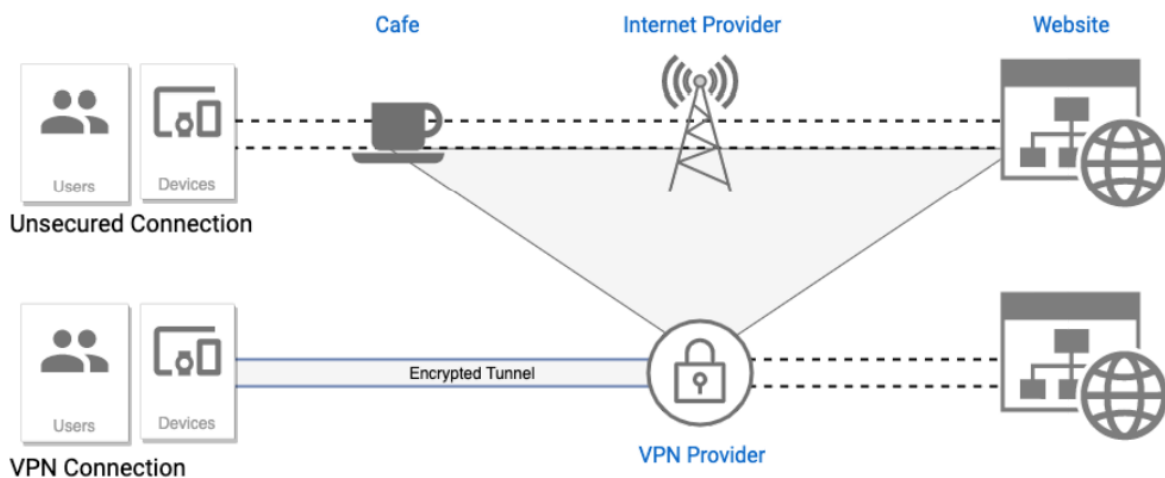 Cafe
Internet Provider
Website
Users
Devices
Unsecured Connection
Encrypted Tunnel
Users
Devices
VPN Provider
VPN Connection